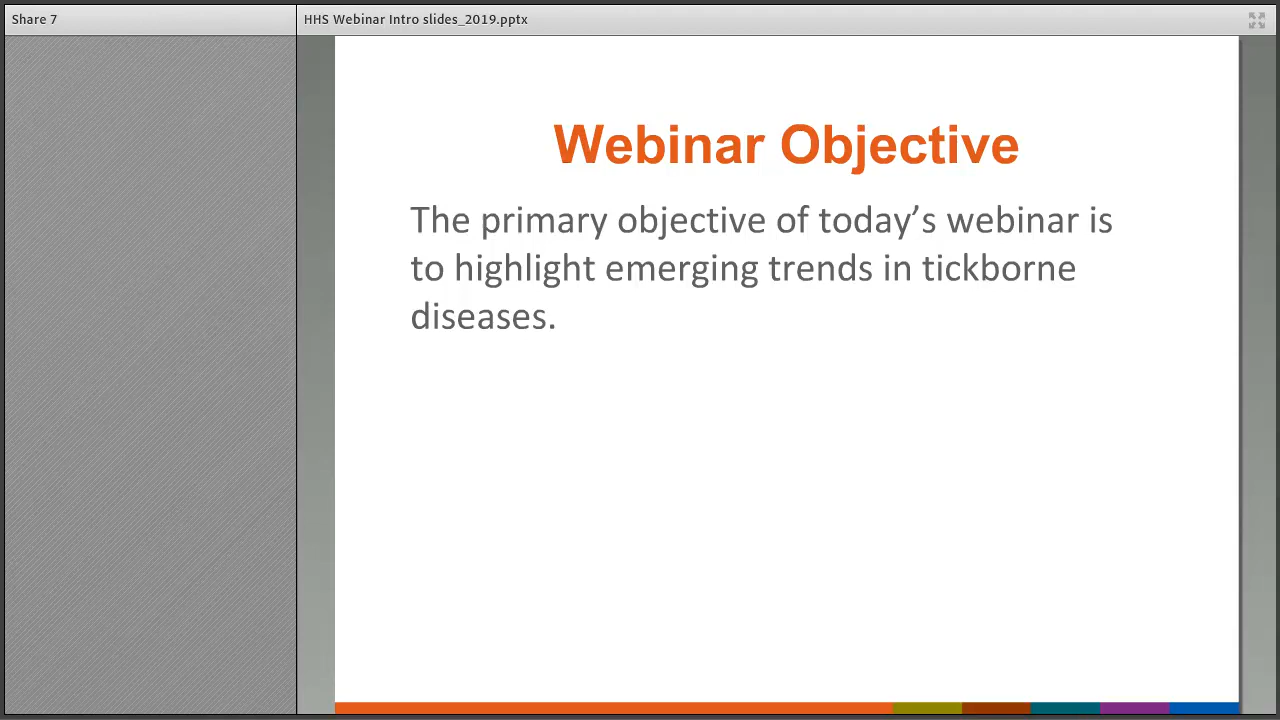 Share 7
HHS Webinar Intro slides_2019.pptx
Webinar Objective
The primary objective of today’s webinar is
to highlight emerging trends in tickborne
diseases.